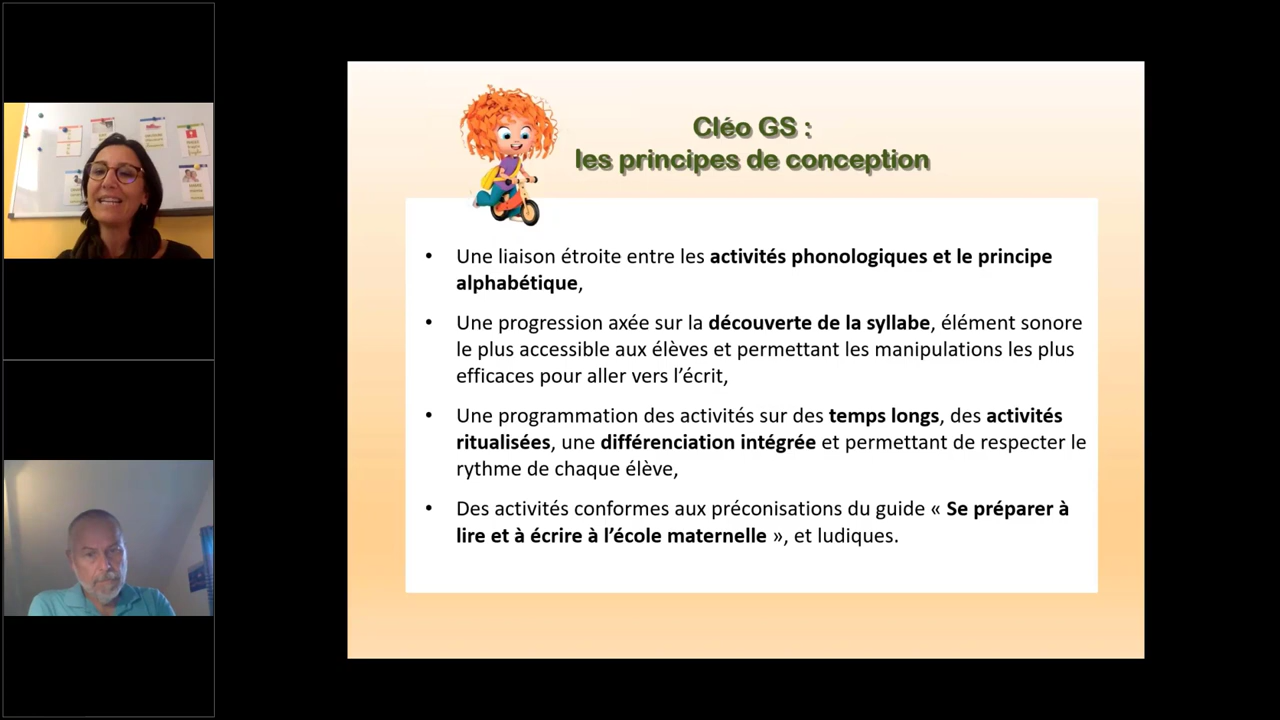 Cléo GS :
les principes de conception
• Une liaison étroite entre les activités phonologiques et le principe
alphabétique,
• Une progression axée sur la découverte de la syllabe, élément sonore
le plus accessible aux élèves et permettant les manipulations les plus
efficaces pour aller vers l’écrit,
• Une programmation des activités sur des temps longs, des activités
ritualisées, une différenciation intégrée et permettant de respecter le
rythme de chaque élève,
• Des activités conformes aux préconisations du guide « Se préparer à
lire et à écrire à l’école maternelle », et ludiques.